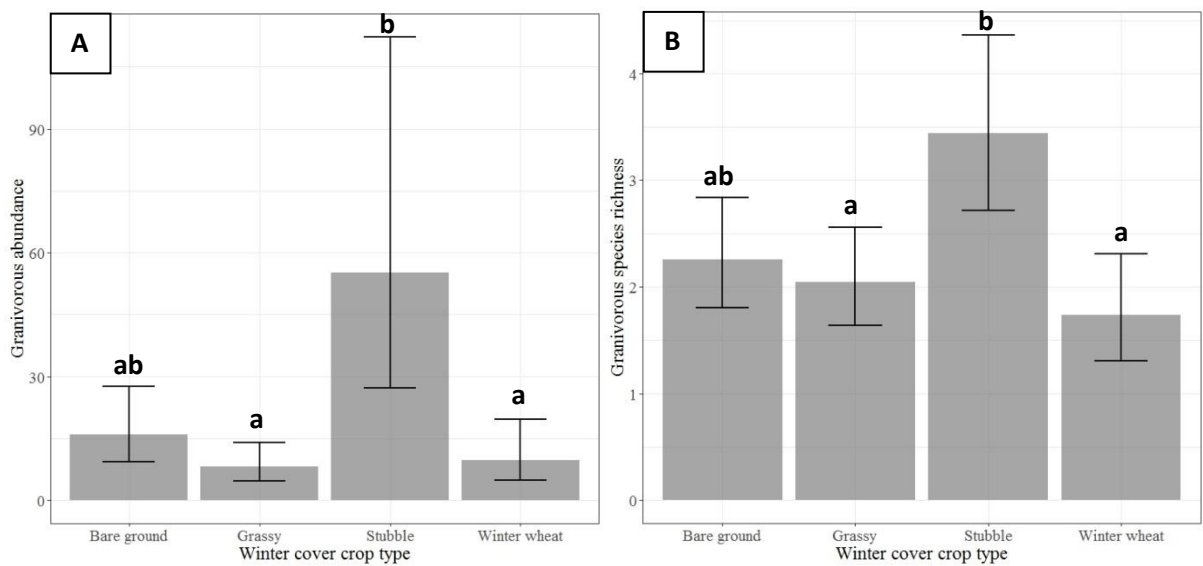 A
b
90
60
30
0
ab
a
a
Granivorous abundance
Bare ground Grassy Stubble Winter wheat
Winter cover crop type
B
b
4
3
2
1
0
ab
a
a
Granivorous species richness
Bare ground Grassy Stubble Winter wheat
Winter cover crop type